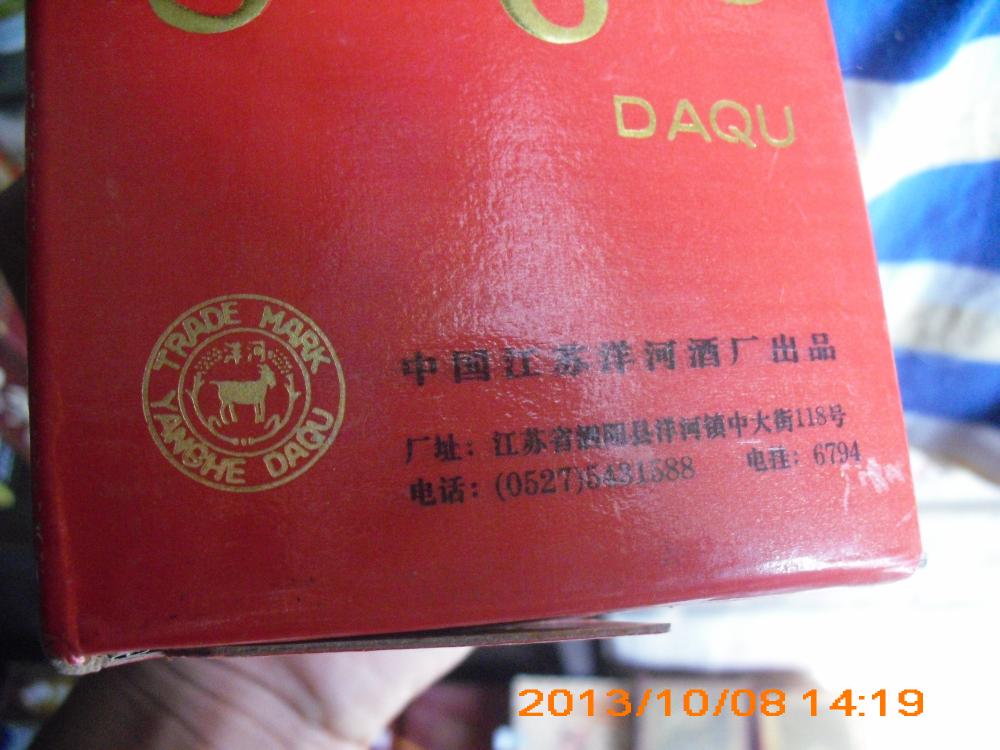 DAQU
TRADE MARK
洋河
YANGHE DAQU
中国江苏洋河酒厂出品
厂址：江苏省泗阳县洋河镇中大街118号
电话：(0527)5431588 电挂：6794
2013/10/08 14:19